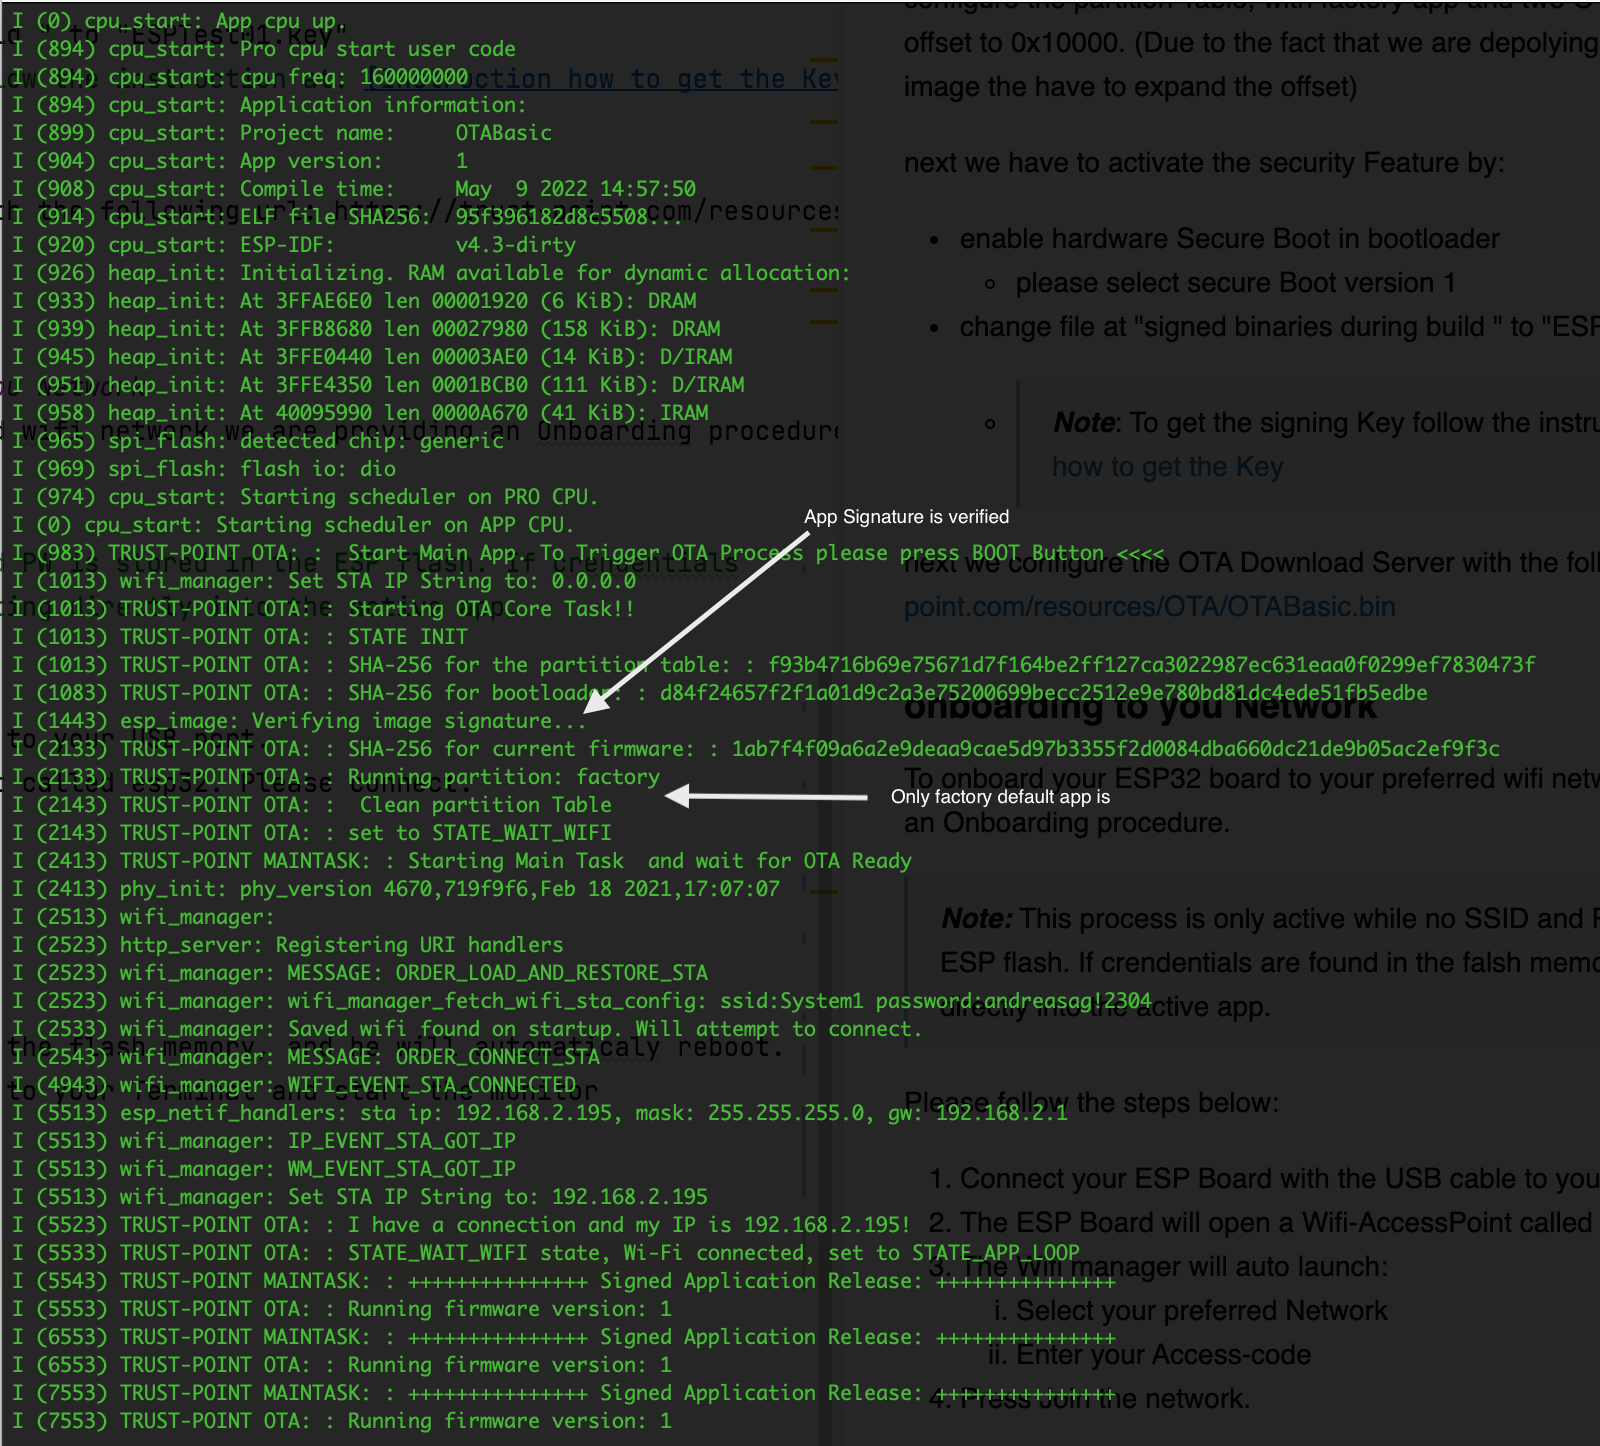 I (0) cpu_start: App cpu up.
I (894) cpu_start: Pro cpu start user code
I (894) cpu_start: cpu freq: 160000000
I (894) cpu_start: Application information:
I (899) cpu_start: Project name:     OTABasic
I (904) cpu_start: App version:      1
I (908) cpu_start: Compile time:     May  9 2022 14:57:50
I (914) cpu_start: ELF file SHA256:  95f396182d8c5508...
I (920) cpu_start: ESP-IDF:          v4.3-dirty
I (926) heap_init: Initializing. RAM available for dynamic allocation:
I (933) heap_init: At 3FFAE6E0 len 00001920 (6 KiB): DRAM
I (939) heap_init: At 3FFB8680 len 00027980 (158 KiB): DRAM
I (945) heap_init: At 3FFE0440 len 00003AE0 (14 KiB): D/IRAM
I (951) heap_init: At 3FFE4350 len 0001BCB0 (111 KiB): D/IRAM
I (958) heap_init: At 40095990 len 0000A670 (41 KiB): IRAM
I (965) spi_flash: detected chip: generic
I (969) spi_flash: flash io: dio
I (974) cpu_start: Starting scheduler on PRO CPU.
I (0) cpu_start: Starting scheduler on APP CPU.
App Signature is verified
I (983) TRUST-POINT OTA: :  Start Main App. To Trigger OTA Process please press BOOT Button <<<<
I (1013) wifi_manager: Set STA IP String to: 0.0.0.0
I (1013) TRUST-POINT OTA: : Starting OTA Core Task!!
I (1013) TRUST-POINT OTA: : STATE INIT
I (1013) TRUST-POINT OTA: : SHA-256 for the partition table: : f93b4716b69e75671d7f164be2ff127ca3022987ec631eaa0f0299ef7830473f
I (1083) TRUST-POINT OTA: : SHA-256 for bootloader: : d84f24657f2f1a01d9c2a3e75200699becc2512e9e780bd81dc4ede51fb5edbe
I (1443) esp_image: Verifying image signature...
I (2133) TRUST-POINT OTA: : SHA-256 for current firmware: : 1ab7f4f09a6a2e9deaa9cae5d97b3355f2d0084dba660dc21de9b05ac2ef9f3c
I (2133) TRUST-POINT OTA: : Running partition: factory
Only factory default app is
I (2143) TRUST-POINT OTA: :  Clean partition Table
I (2143) TRUST-POINT OTA: : set to STATE_WAIT_WIFI
I (2413) TRUST-POINT MAINTASK: : Starting Main Task  and wait for OTA Ready
I (2413) phy_init: phy_version 4670,719f9f6,Feb 18 2021,17:07:07
I (2513) wifi_manager:
I (2523) http_server: Registering URI handlers
I (2523) wifi_manager: MESSAGE: ORDER_LOAD_AND_RESTORE_STA
I (2523) wifi_manager: wifi_manager_fetch_wifi_sta_config: ssid:System1 password:andreasag!2304
I (2533) wifi_manager: Saved wifi found on startup. Will attempt to connect.
I (2543) wifi_manager: MESSAGE: ORDER_CONNECT_STA
I (4943) wifi_manager: WIFI_EVENT_STA_CONNECTED
I (5513) esp_netif_handlers: sta ip: 192.168.2.195, mask: 255.255.255.0, gw: 192.168.2.1
I (5513) wifi_manager: IP_EVENT_STA_GOT_IP
I (5513) wifi_manager: WM_EVENT_STA_GOT_IP
I (5513) wifi_manager: Set STA IP String to: 192.168.2.195
I (5523) TRUST-POINT OTA: : I have a connection and my IP is 192.168.2.195!
I (5533) TRUST-POINT OTA: : STATE_WAIT_WIFI state, Wi-Fi connected, set to STATE_APP_LOOP
I (5543) TRUST-POINT MAINTASK: : +++++++++++++++ Signed Application Release: +++++++++++++++
I (5553) TRUST-POINT OTA: : Running firmware version: 1
I (6553) TRUST-POINT MAINTASK: : +++++++++++++++ Signed Application Release: +++++++++++++++
I (6553) TRUST-POINT OTA: : Running firmware version: 1
I (7553) TRUST-POINT MAINTASK: : +++++++++++++++ Signed Application Release: +++++++++++++++
I (7553) TRUST-POINT OTA: : Running firmware version: 1
offset to 0x10000. (Due to the fact that we are depolying
image the have to expand the offset)
next we have to activate the security Feature by:
• enable hardware Secure Boot in bootloader
◦ please select secure Boot version 1
• change file at "signed binaries during build " to "ESP
◦ Note: To get the signing Key follow the instru
how to get the Key
next we configure the OTA Download Server with the foll
point.com/resources/OTA/OTABasic.bin
onboarding to you Network
To onboard your ESP32 board to your preferred wifi netw
an Onboarding procedure.
Note: This process is only active while no SSID and P
ESP flash. If crendentials are found in the falsh memo
directly into the active app.
Please follow the steps below:
1. Connect your ESP Board with the USB cable to you
2. The ESP Board will open a Wifi-AccessPoint called
3. The Wifi manager will auto launch:
i. Select your preferred Network
ii. Enter your Access-code
4. Press Join the network.